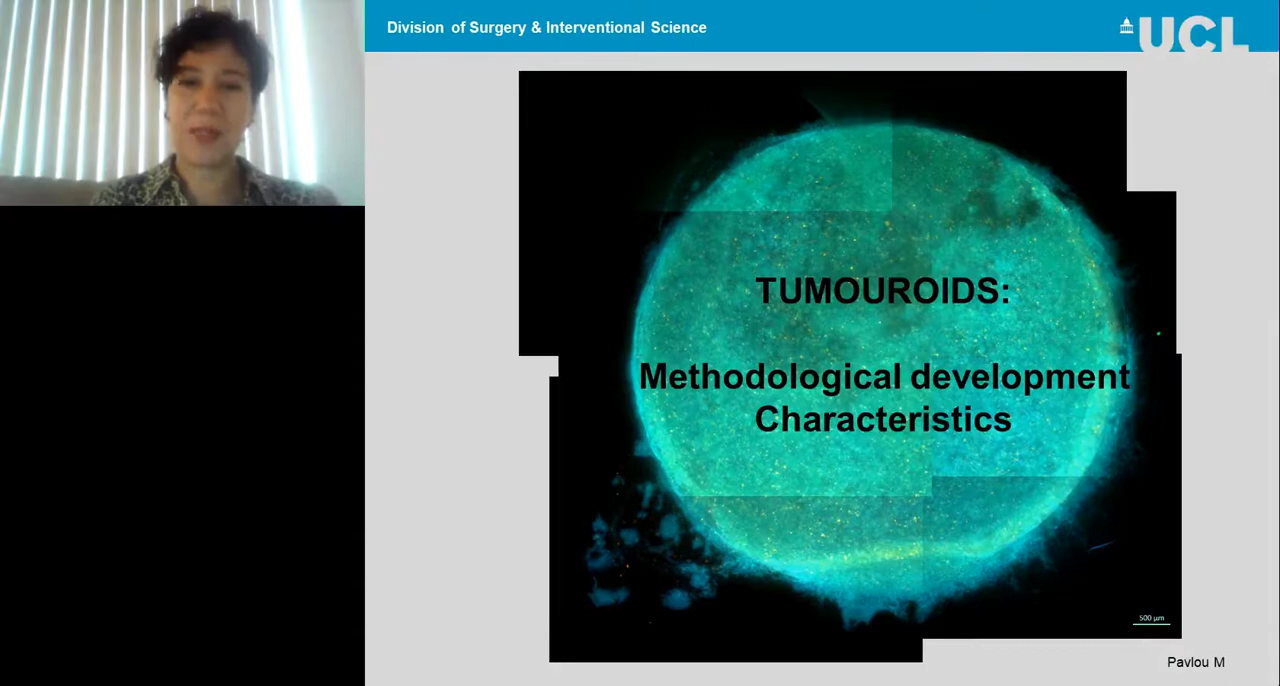 Division of Surgery & Interventional Science
UCL
TUMOUROIDS:
Methodological development
Characteristics
500 µm
Pavlou M